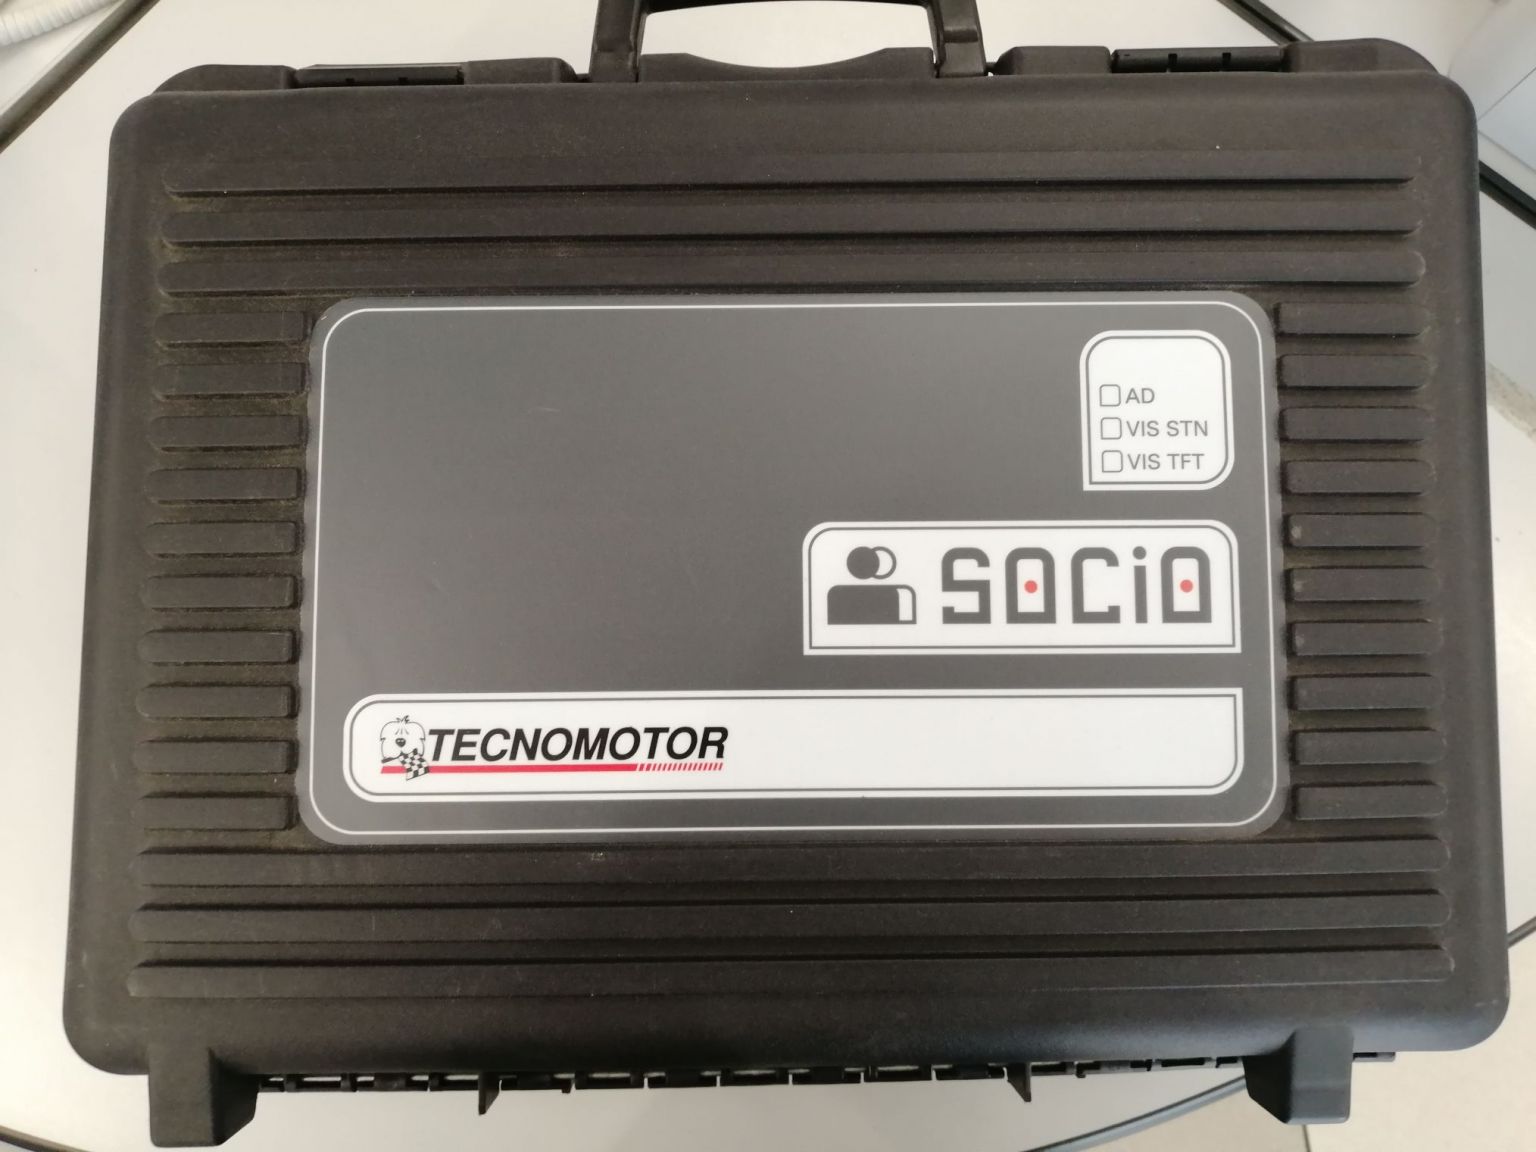 AD
VIS STN
VIS TFT
SOCiO
TECNOMOTOR